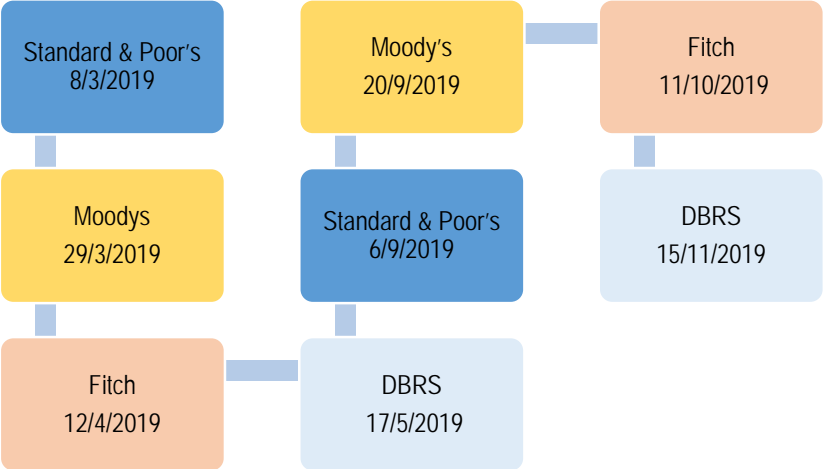 Standard & Poor's
8/3/2019
Moodys
29/3/2019
Fitch
12/4/2019
DBRS
17/5/2019
Standard & Poor's
6/9/2019
Moody's
20/9/2019
Fitch
11/10/2019
DBRS
15/11/2019